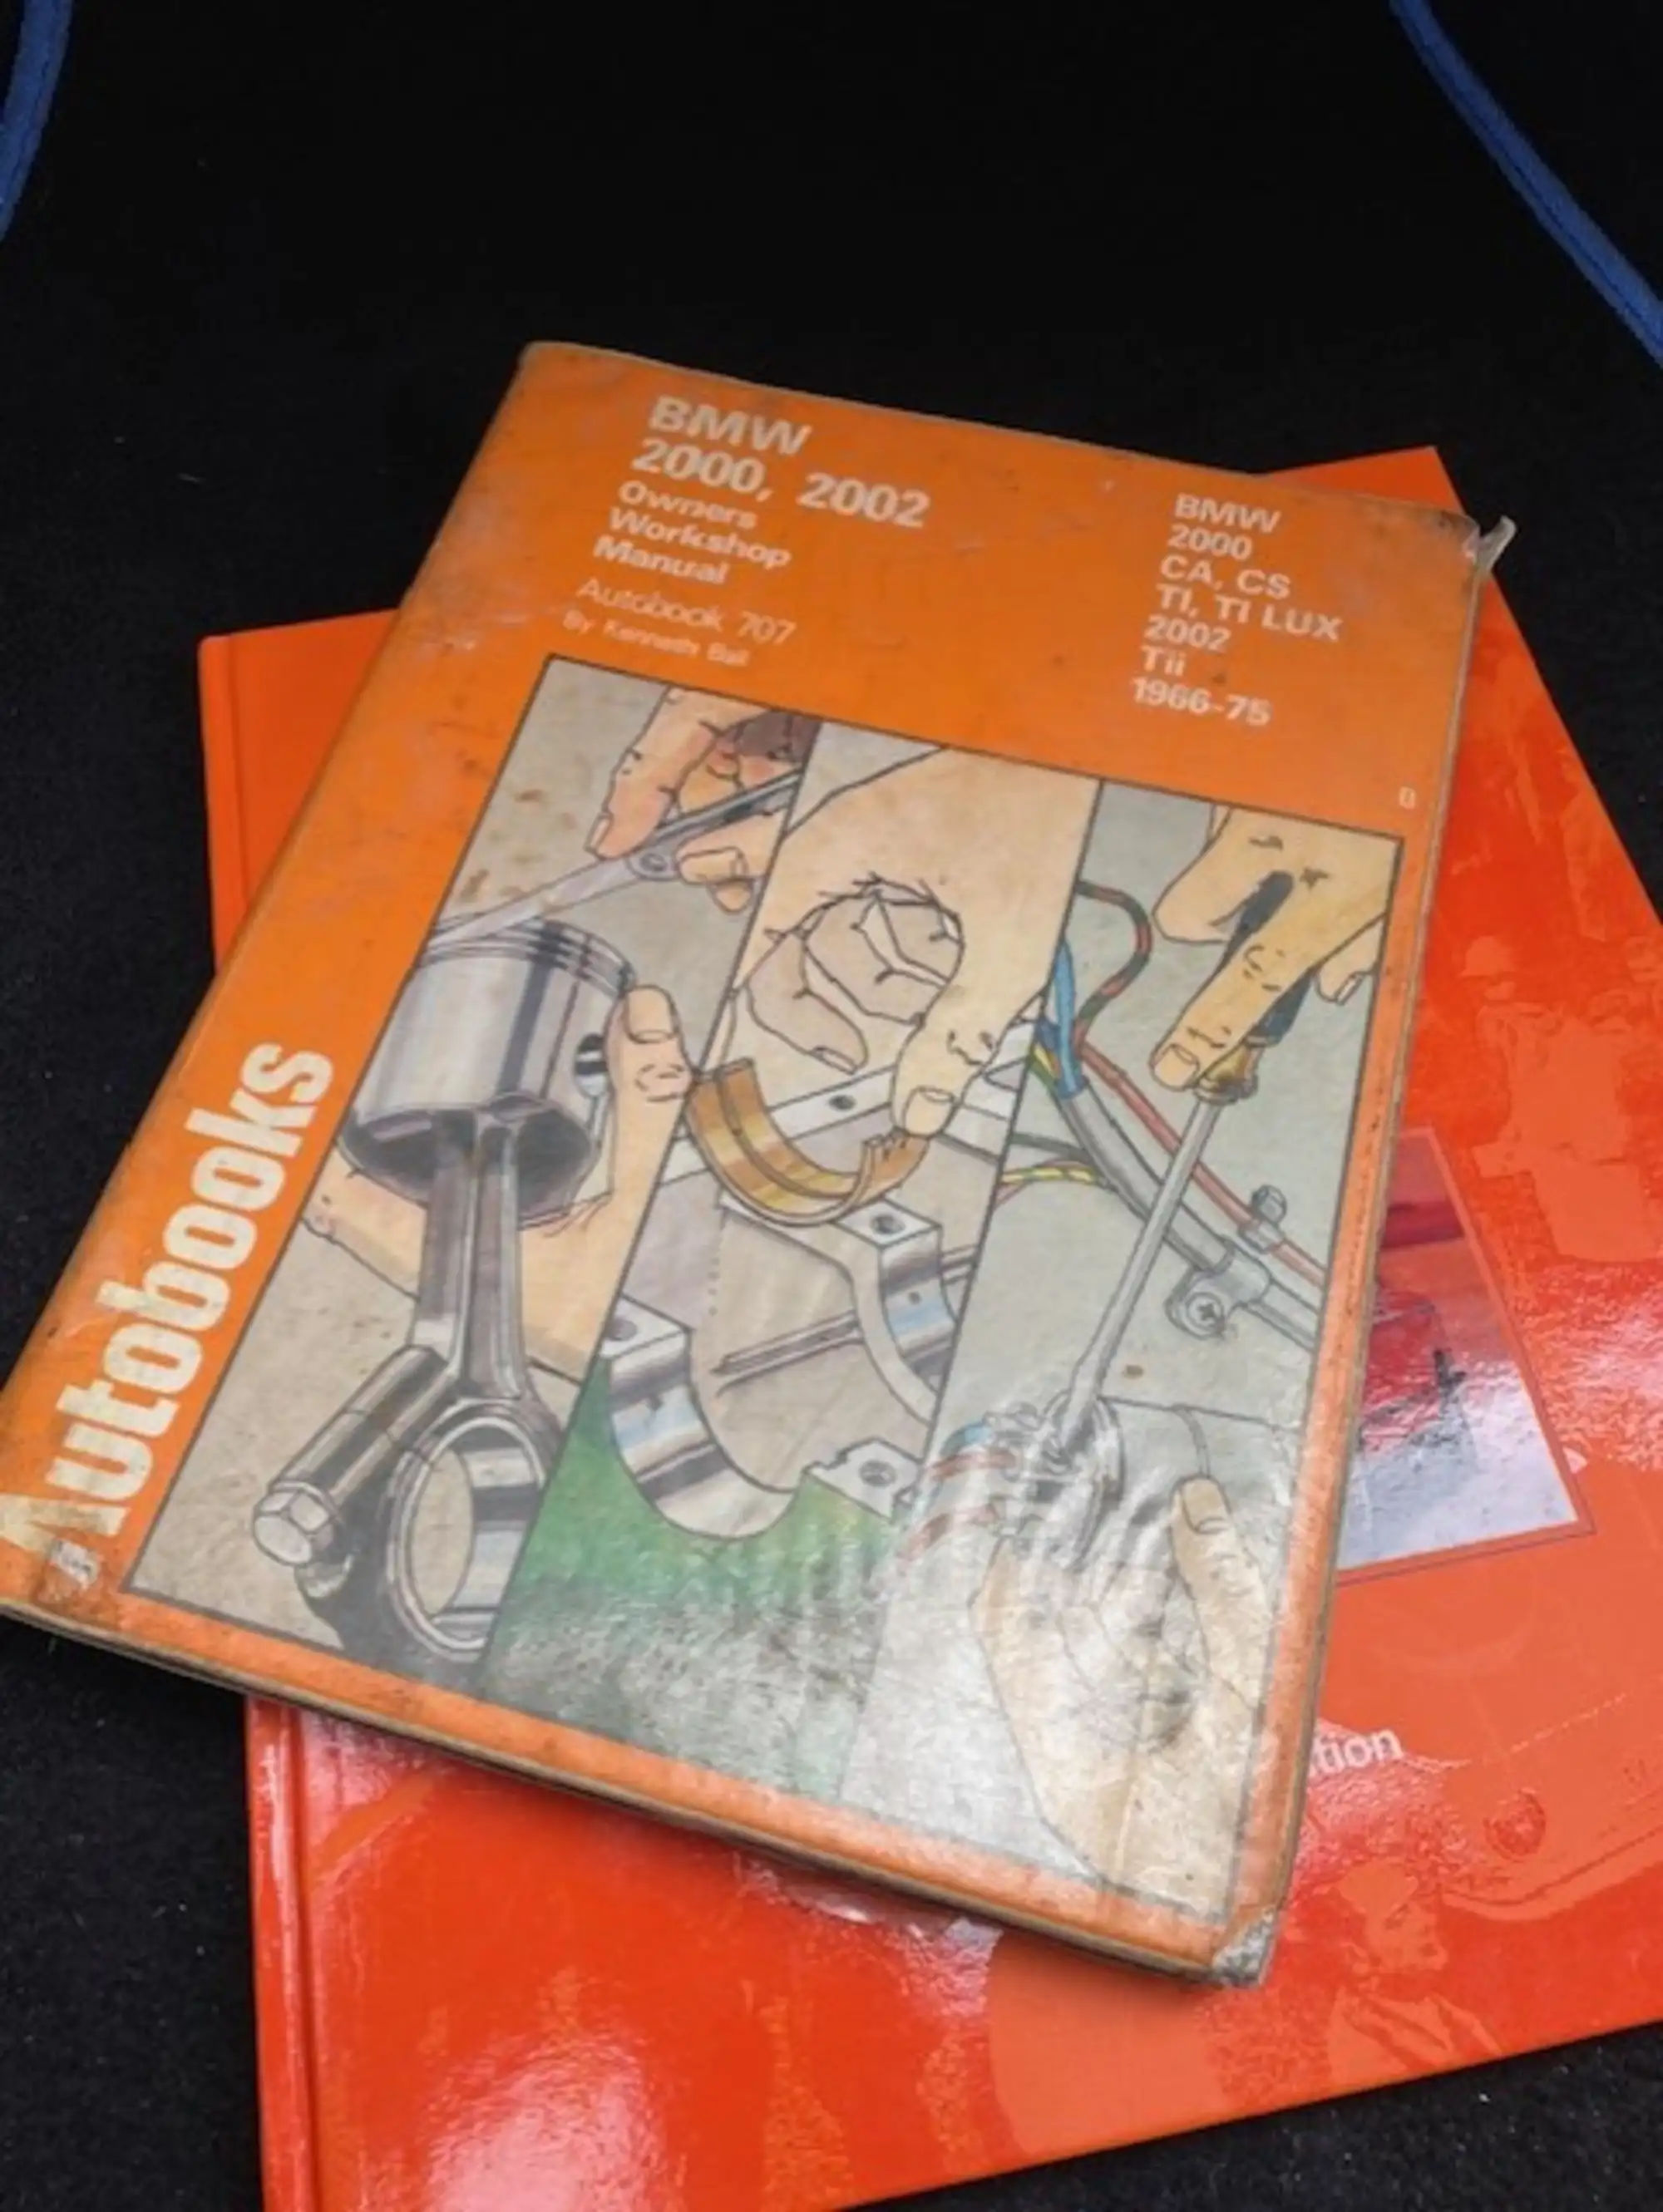 BMW
2000, 2002
Owners
Workshop
Manual
Autobook 707
By Kenneth Ball
BMW
2000
CA, CS
TI, TI LUX
2002
Tii
1966-75
B
Autobooks
tion